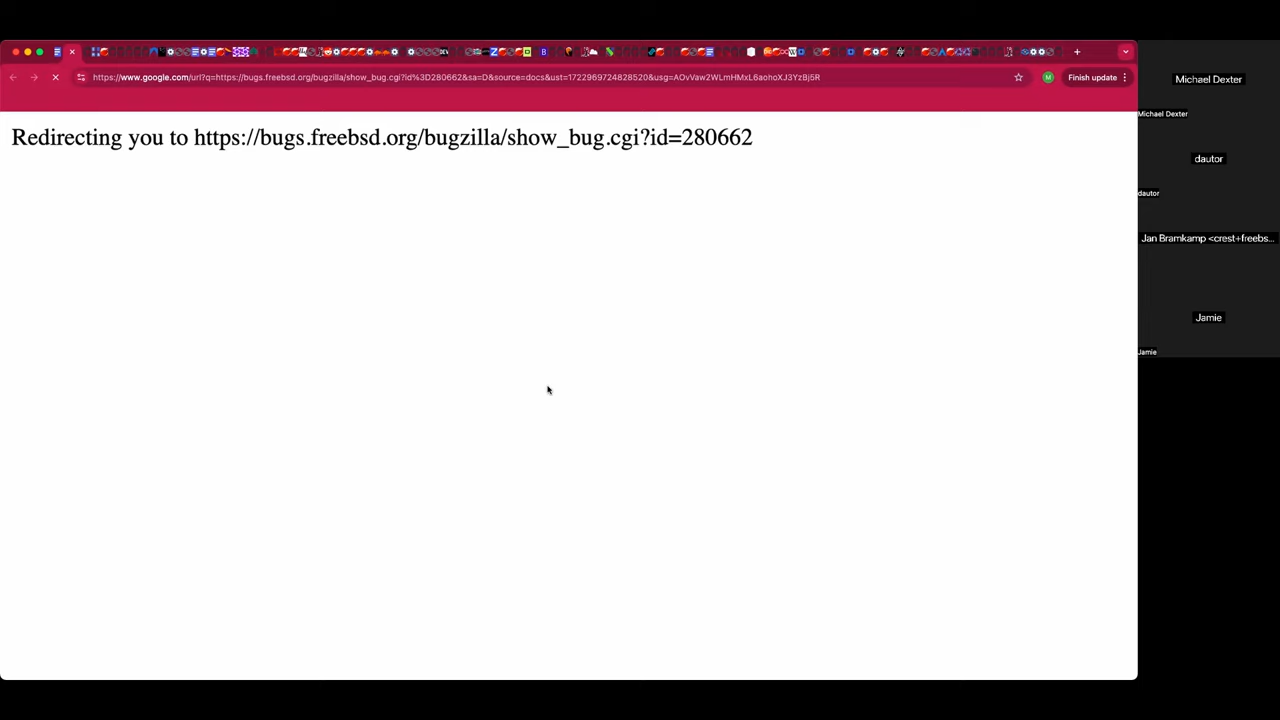 https://www.google.com/url?q=https://bugs.freebsd.org/bugzilla/show_bug.cgi?id%3D280662&sa=D&source=docs&ust=1722969724828520&usg=AOvVaw2WLmHMxL6aohoXJ3YzBj5R
Finish update
Redirecting you to https://bugs.freebsd.org/bugzilla/show_bug.cgi?id=280662
Michael Dexter
Michael Dexter
dautor
dautor
Jan Bramkamp <crest+freebs...
Jamie
Jamie